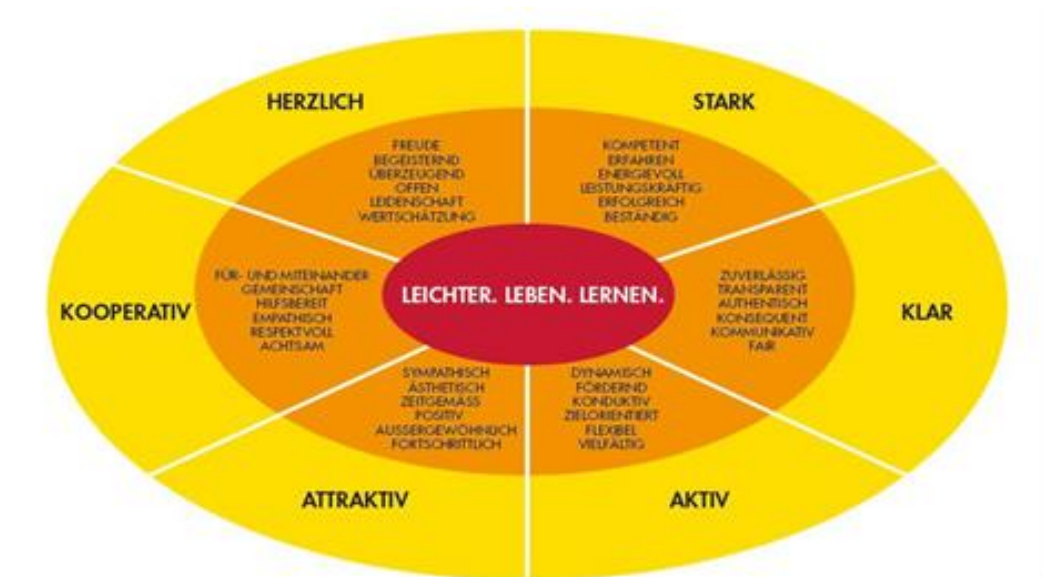 HERZLICH
FREUDE
BEGEISTERND
ÜBERZEUGEND
OFFEN
LEIDENSCHAFT
WERTSCHÄTZUNG
STARK
KOMPETENT
ERFAHREN
ENERGIEVOLL
LEISTUNGSKRÄFTIG
ERFOLGREICH
BESTÄNDIG
KOOPERATIV
FÜR- UND MITEINANDER
GEMEINSCHAFT
HILFSBEREIT
EMPATHISCH
RESPEKTVOLL
ACHTSAM
LEICHTER. LEBEN. LERNEN.
ZUVERLÄSSIG
TRANSPARENT
AUTHENTISCH
KONSEQUENT
KOMMUNIKATIV
FAIR
KLAR
SYMPATHISCH
ÄSTHETISCH
ZEITGEMÄSS
POSITIV
AUSSERGEWÖHNLICH
FORTSCHRITTLICH
ATTRAKTIV
DYNAMISCH
FÖRDERND
KONDUKTIV
ZIELORIENTIERT
FLEXIBEL
VIELFÄLTIG
AKTIV